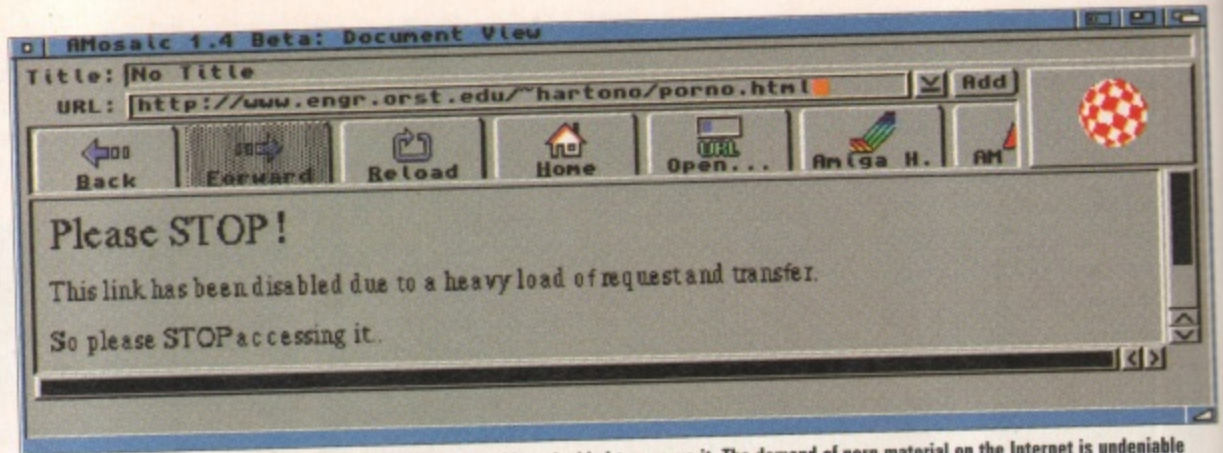 AMosaic 1.4 Beta: Document View
Title: No Title
URL: http://www.engr.orst.edu/~hartono/porno.html Add
Back Forward Reload Home URL Open... Amiga H. AM
Please STOP!
This link has been disabled due to a heavy load of request and transfer.
So please STOP accessing it..
it. The demand of porn material on the Internet is undeniable